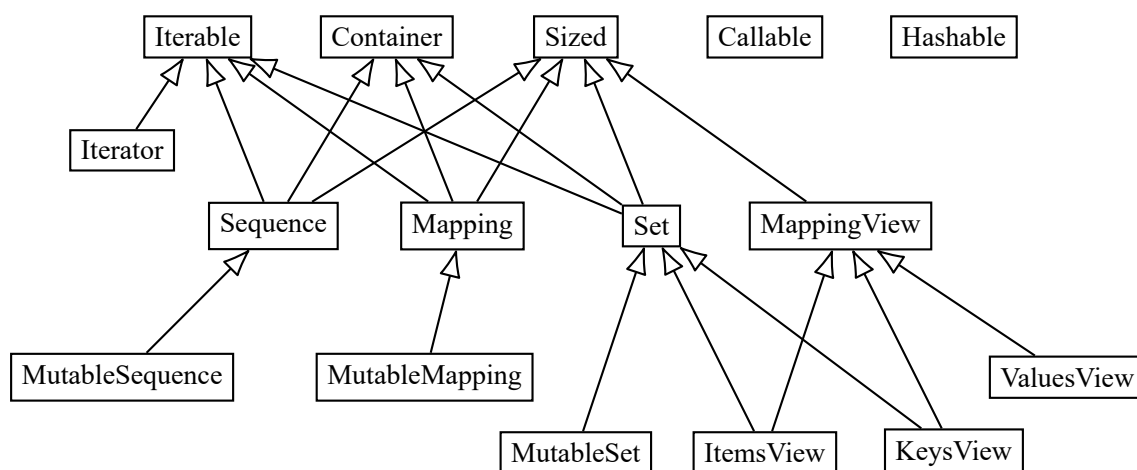 Iterable
Container
Sized
Callable
Hashable
Iterator
Sequence
Mapping
Set
MappingView
MutableSequence
MutableMapping
ValuesView
MutableSet
ItemsView
KeysView